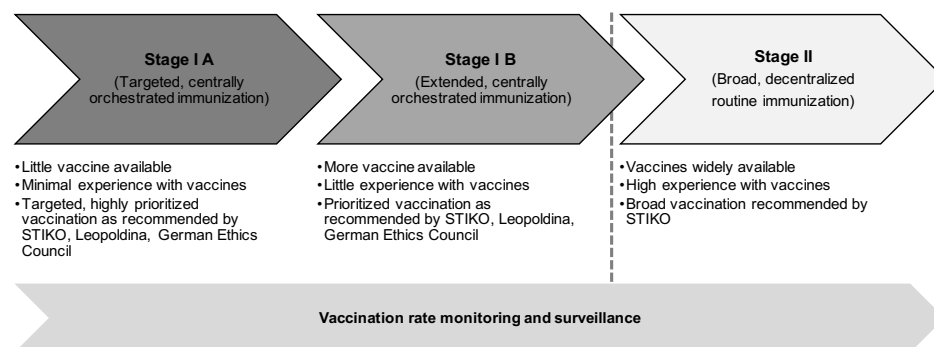 Stage I A
(Targeted, centrally
orchestrated immunization)
Stage I B
(Extended, centrally
orchestrated immunization)
Stage II
(Broad, decentralized
routine immunization)
•Little vaccine available
•Minimal experience with vaccines
•Targeted, highly prioritized
vaccination as recommended by
STIKO, Leopoldina, German Ethics
Council
•More vaccine available
•Little experience with vaccines
•Prioritized vaccination as
recommended by STIKO, Leopoldina,
German Ethics Council
•Vaccines widely available
•High experience with vaccines
•Broad vaccination recommended by
STIKO
Vaccination rate monitoring and surveillance